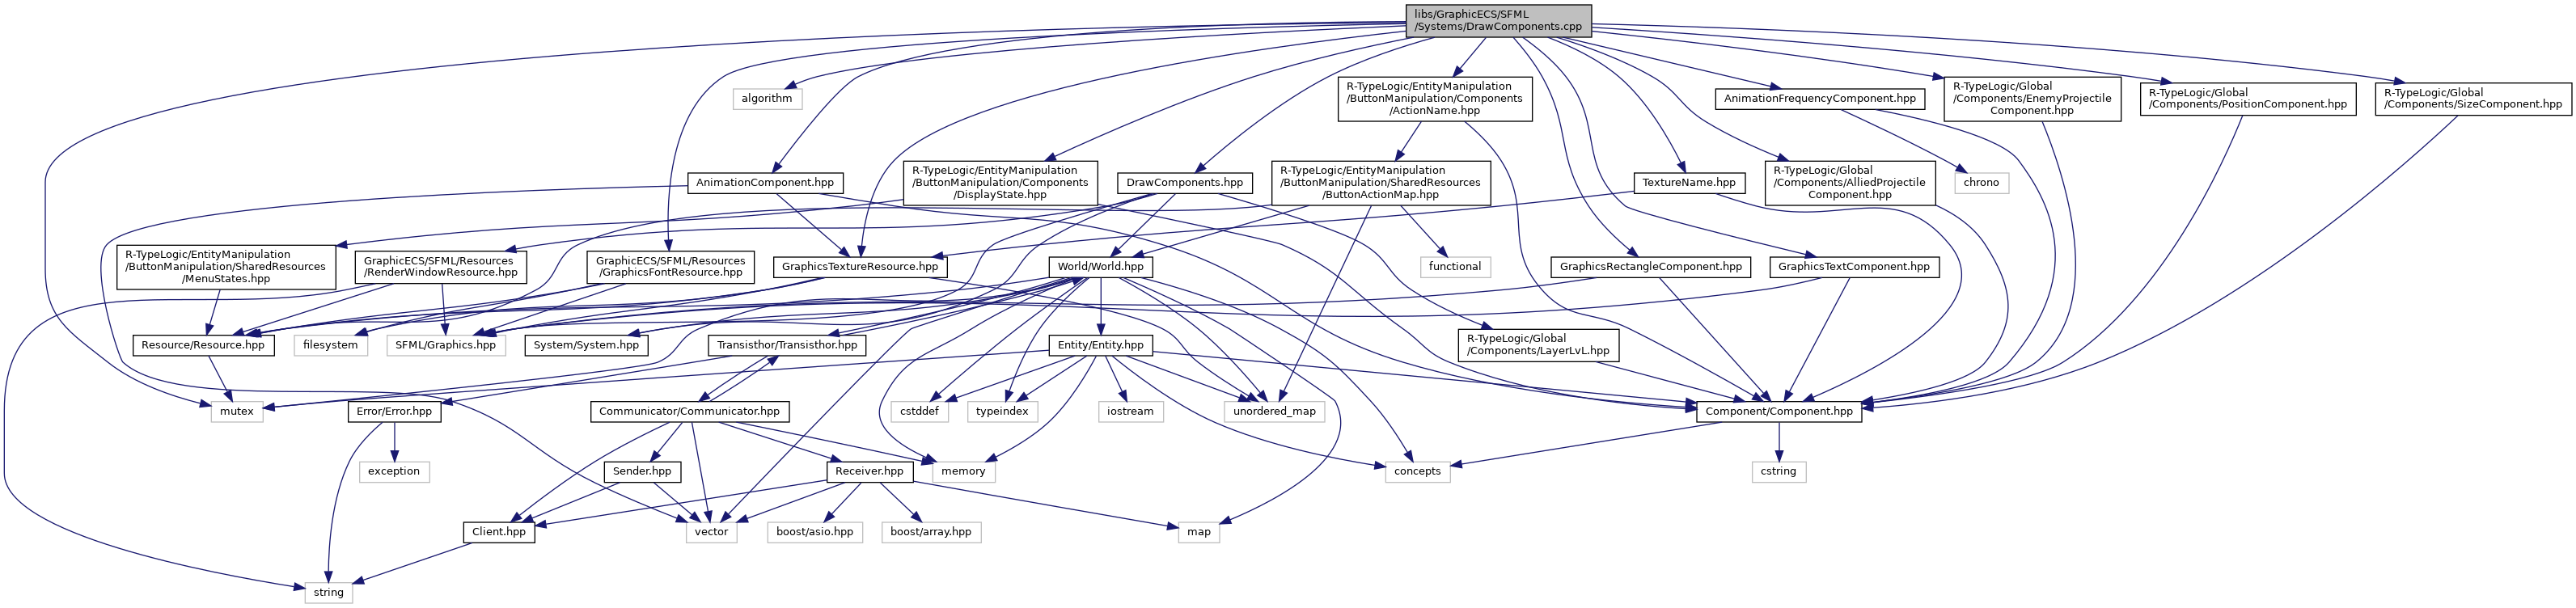 libs/GraphicECS/SFML
/Systems/DrawComponents.cpp
algorithm
R-TypeLogic/EntityManipulation
/ButtonManipulation/Components
/ActionName.hpp
AnimationFrequencyComponent.hpp
R-TypeLogic/Global
/Components/EnemyProjectile
Component.hpp
R-TypeLogic/Global
/Components/PositionComponent.hpp
R-TypeLogic/Global
/Components/SizeComponent.hpp
AnimationComponent.hpp
R-TypeLogic/EntityManipulation
/ButtonManipulation/Components
/DisplayState.hpp
DrawComponents.hpp
R-TypeLogic/EntityManipulation
/ButtonManipulation/SharedResources
/ButtonActionMap.hpp
TextureName.hpp
R-TypeLogic/Global
/Components/AlliedProjectile
Component.hpp
chrono
R-TypeLogic/EntityManipulation
/ButtonManipulation/SharedResources
/MenuStates.hpp
GraphicECS/SFML/Resources
/RenderWindowResource.hpp
GraphicECS/SFML/Resources
/GraphicsFontResource.hpp
GraphicsTextureResource.hpp
World/World.hpp
functional
GraphicsRectangleComponent.hpp
GraphicsTextComponent.hpp
Resource/Resource.hpp
filesystem
SFML/Graphics.hpp
System/System.hpp
Transisthor/Transisthor.hpp
Entity/Entity.hpp
R-TypeLogic/Global
/Components/LayerLvL.hpp
mutex
Error/Error.hpp
Communicator/Communicator.hpp
cstddef
typeindex
iostream
unordered_map
Component/Component.hpp
exception
Sender.hpp
Receiver.hpp
memory
concepts
cstring
Client.hpp
vector
boost/asio.hpp
boost/array.hpp
map
string